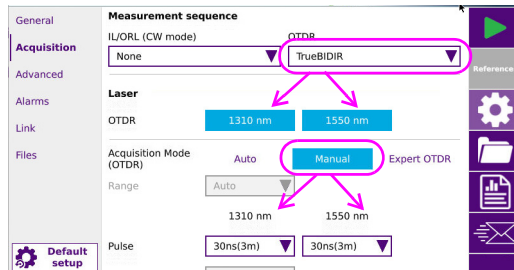 General
Acquisition
Advanced
Alarms
Link
Files
Default
setup
Measurement sequence
IL/ORL (CW mode) OTDR
None TrueBIDIR
Laser
OTDR 1310 nm 1550 nm
Acquisition Mode
(OTDR) Auto Manual Expert OTDR
Range Auto
1310 nm 1550 nm
Pulse 30ns(3m) 30ns(3m)
Reference